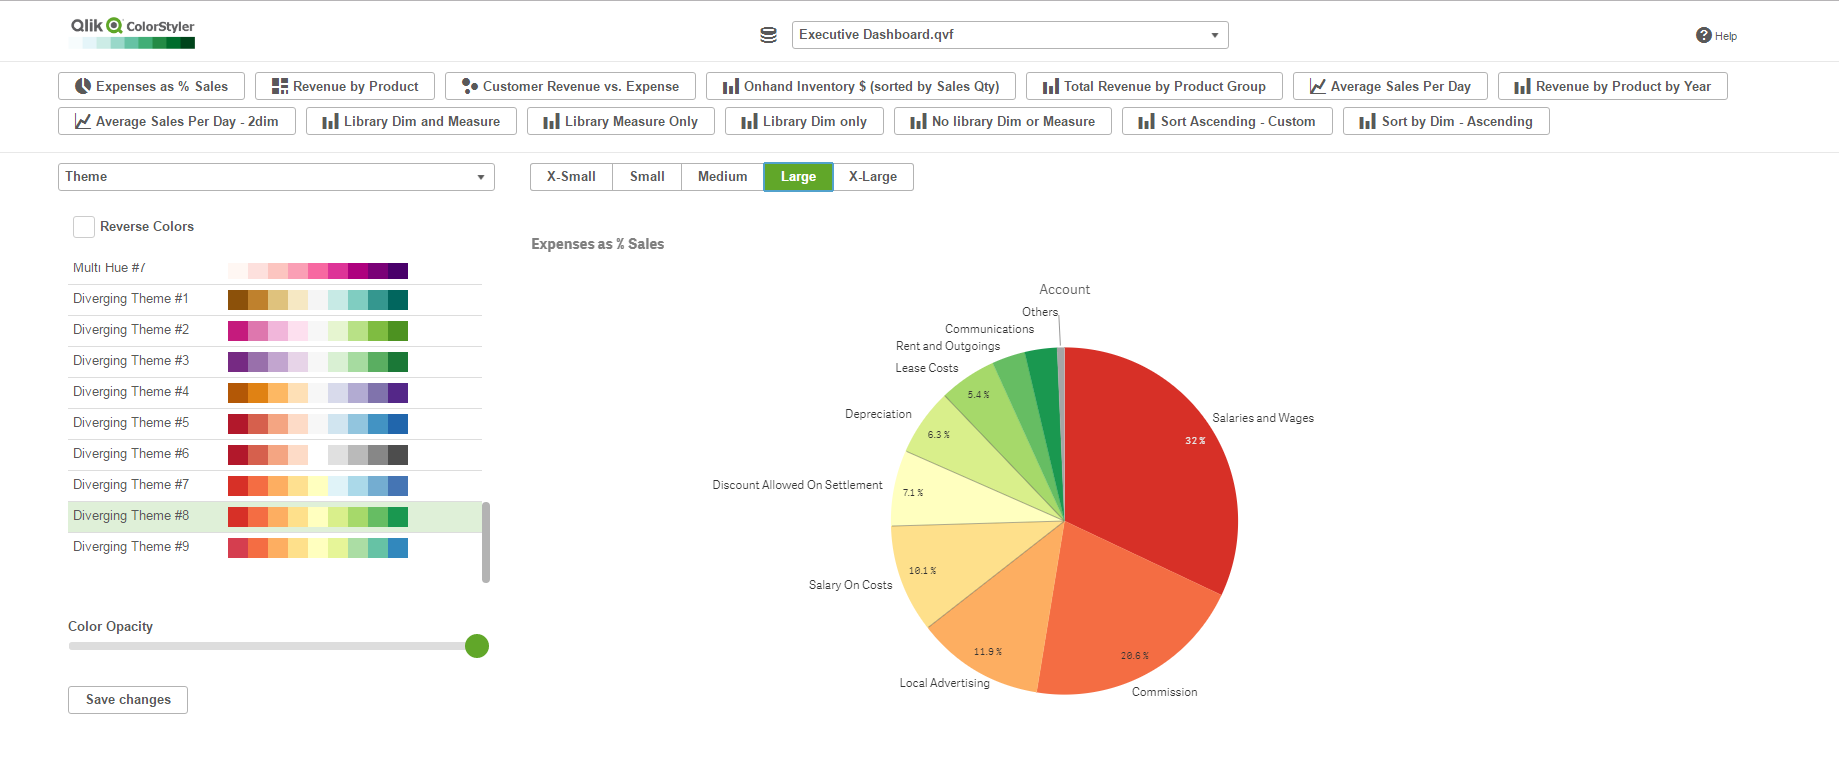 Qlik Q ColorStyler
Executive Dashboard.qvf
Help
Expenses as % Sales
Revenue by Product
Customer Revenue vs. Expense
Onhand Inventory $ (sorted by Sales Qty)
Total Revenue by Product Group
Average Sales Per Day
Revenue by Product by Year
Average Sales Per Day - 2dim
Library Dim and Measure
Library Measure Only
Library Dim only
No library Dim or Measure
Sort Ascending - Custom
Sort by Dim - Ascending
Theme
X-Small
Small
Medium
Large
X-Large
Reverse Colors
Multi Hue #7
Diverging Theme #1
Diverging Theme #2
Diverging Theme #3
Diverging Theme #4
Diverging Theme #5
Diverging Theme #6
Diverging Theme #7
Diverging Theme #8
Diverging Theme #9
Color Opacity
Save changes
Expenses as % Sales
Account
Others
Communications
Rent and Outgoings
Lease Costs
5.4 %
Depreciation
6.3 %
Salaries and Wages
32 %
Discount Allowed On Settlement
7.1 %
Salary On Costs
10.1 %
Local Advertising
11.9 %
20.6 %
Commission